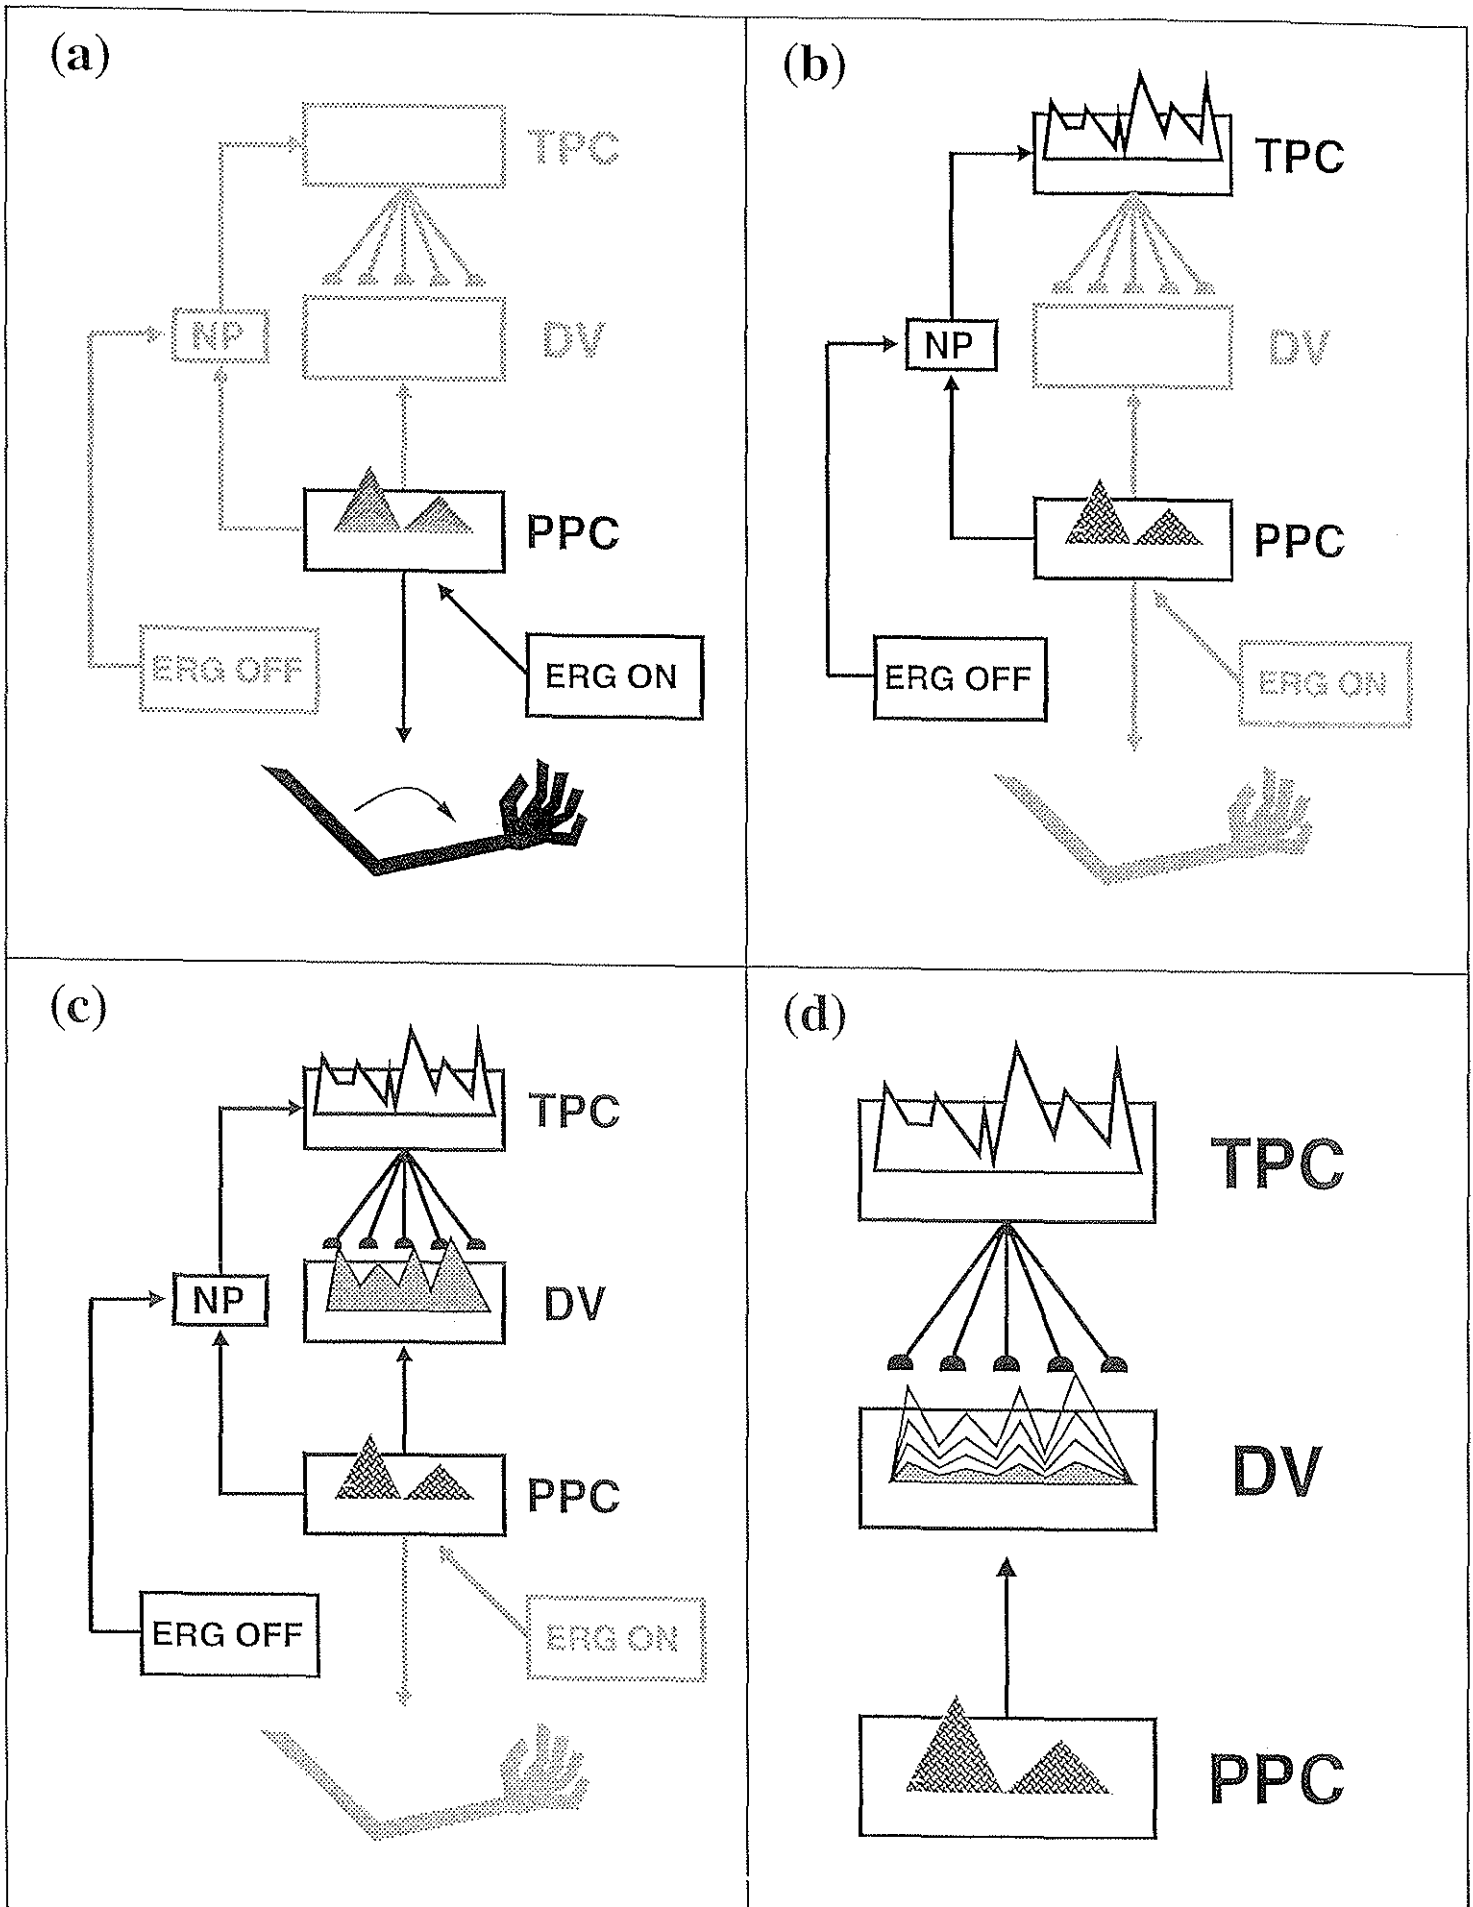 (a)
TPC
NP
DV
PPC
ERG OFF
ERG ON
(b)
TPC
NP
DV
PPC
ERG OFF
ERG ON
(c)
TPC
NP
DV
PPC
ERG OFF
ERG ON
(d)
TPC
DV
PPC